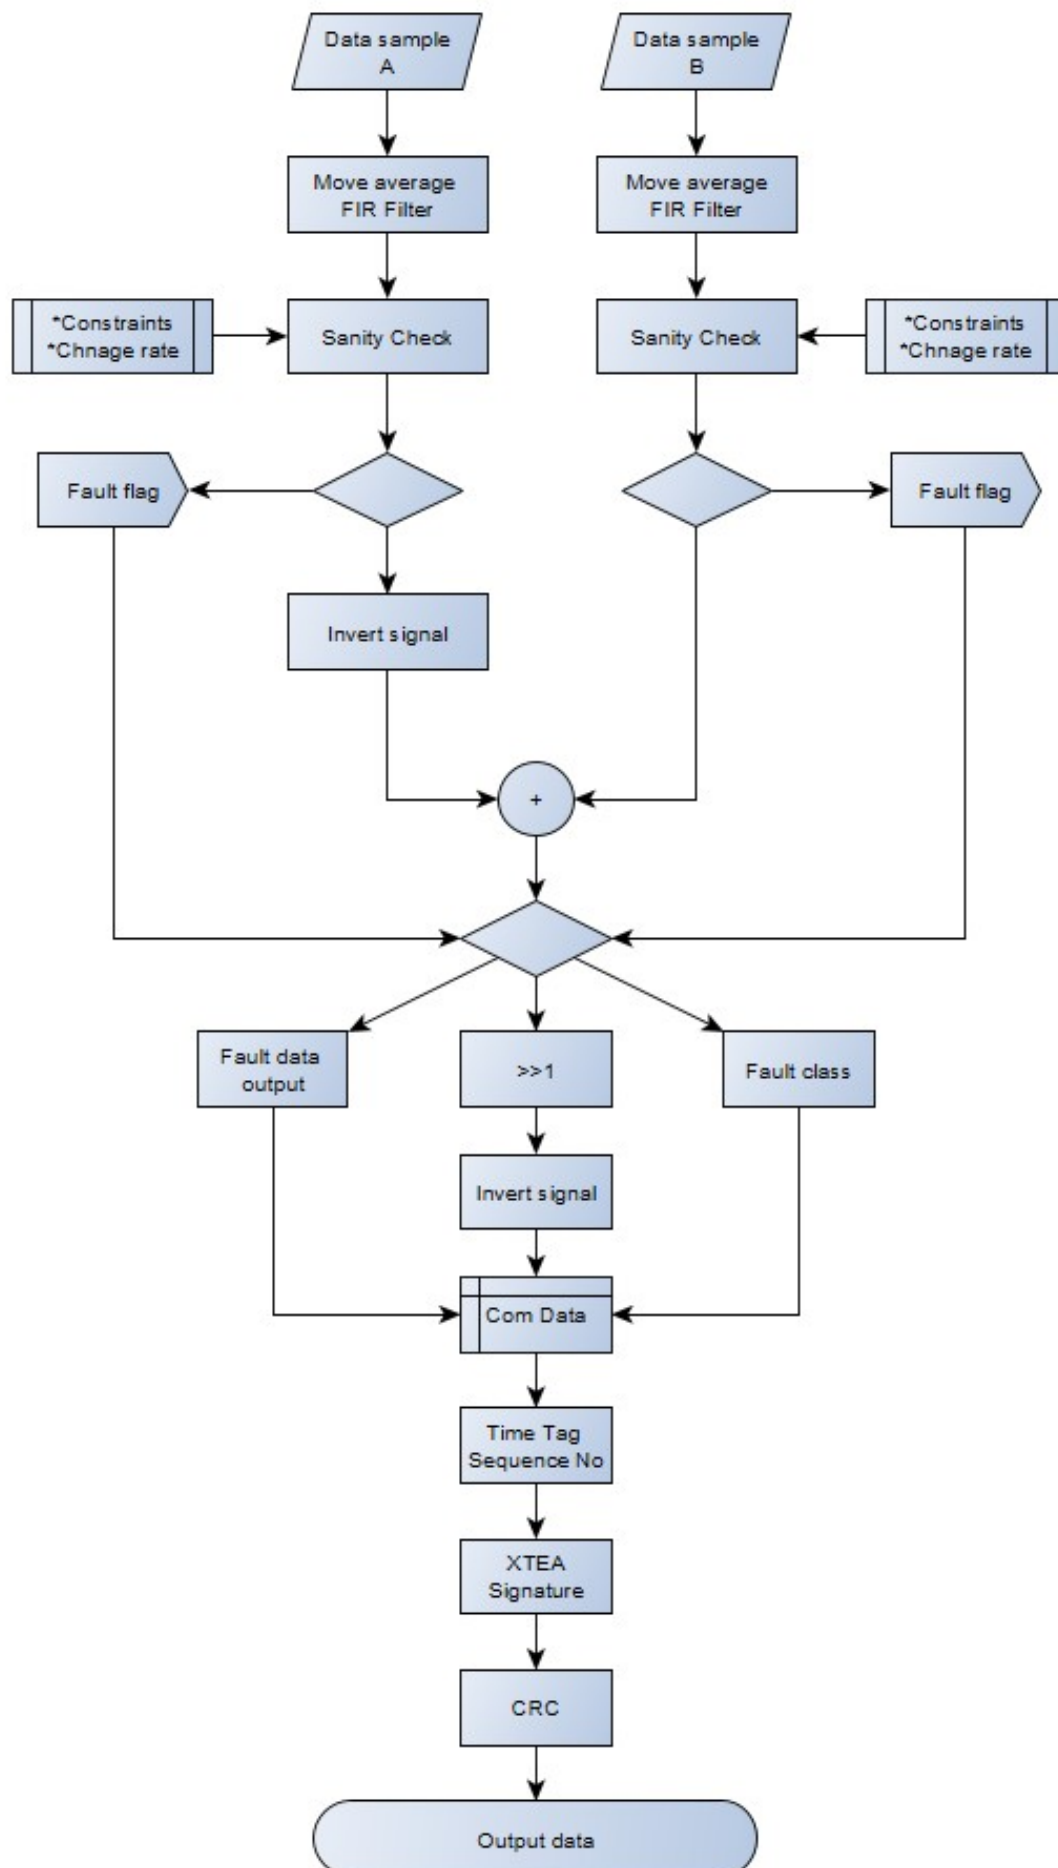 Data sample
A
Data sample
B
Move average
FIR Filter
Move average
FIR Filter
*Constraints
*Chnage rate
Sanity Check
Sanity Check
*Constraints
*Chnage rate
Fault flag
Fault flag
Invert signal
+
Fault data
output
>>1
Fault class
Invert signal
Com Data
Time Tag
Sequence No
XTEA
Signature
CRC
Output data